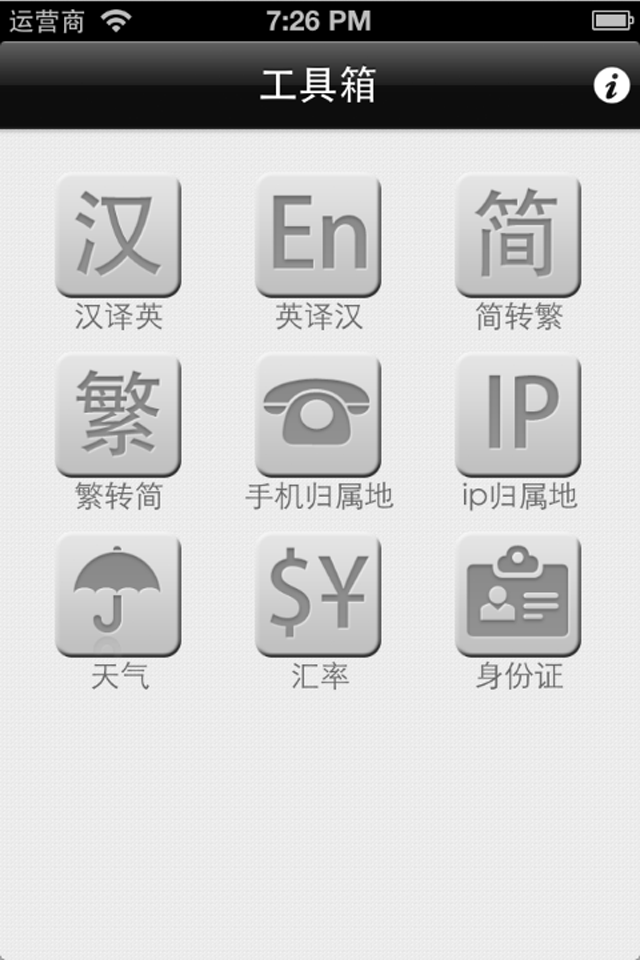 运营商 7:26 PM
工具箱
汉 En 简
汉译英 英译汉 简转繁
繁 IP
繁转简 手机归属地 ip归属地
$¥
天气 汇率 身份证